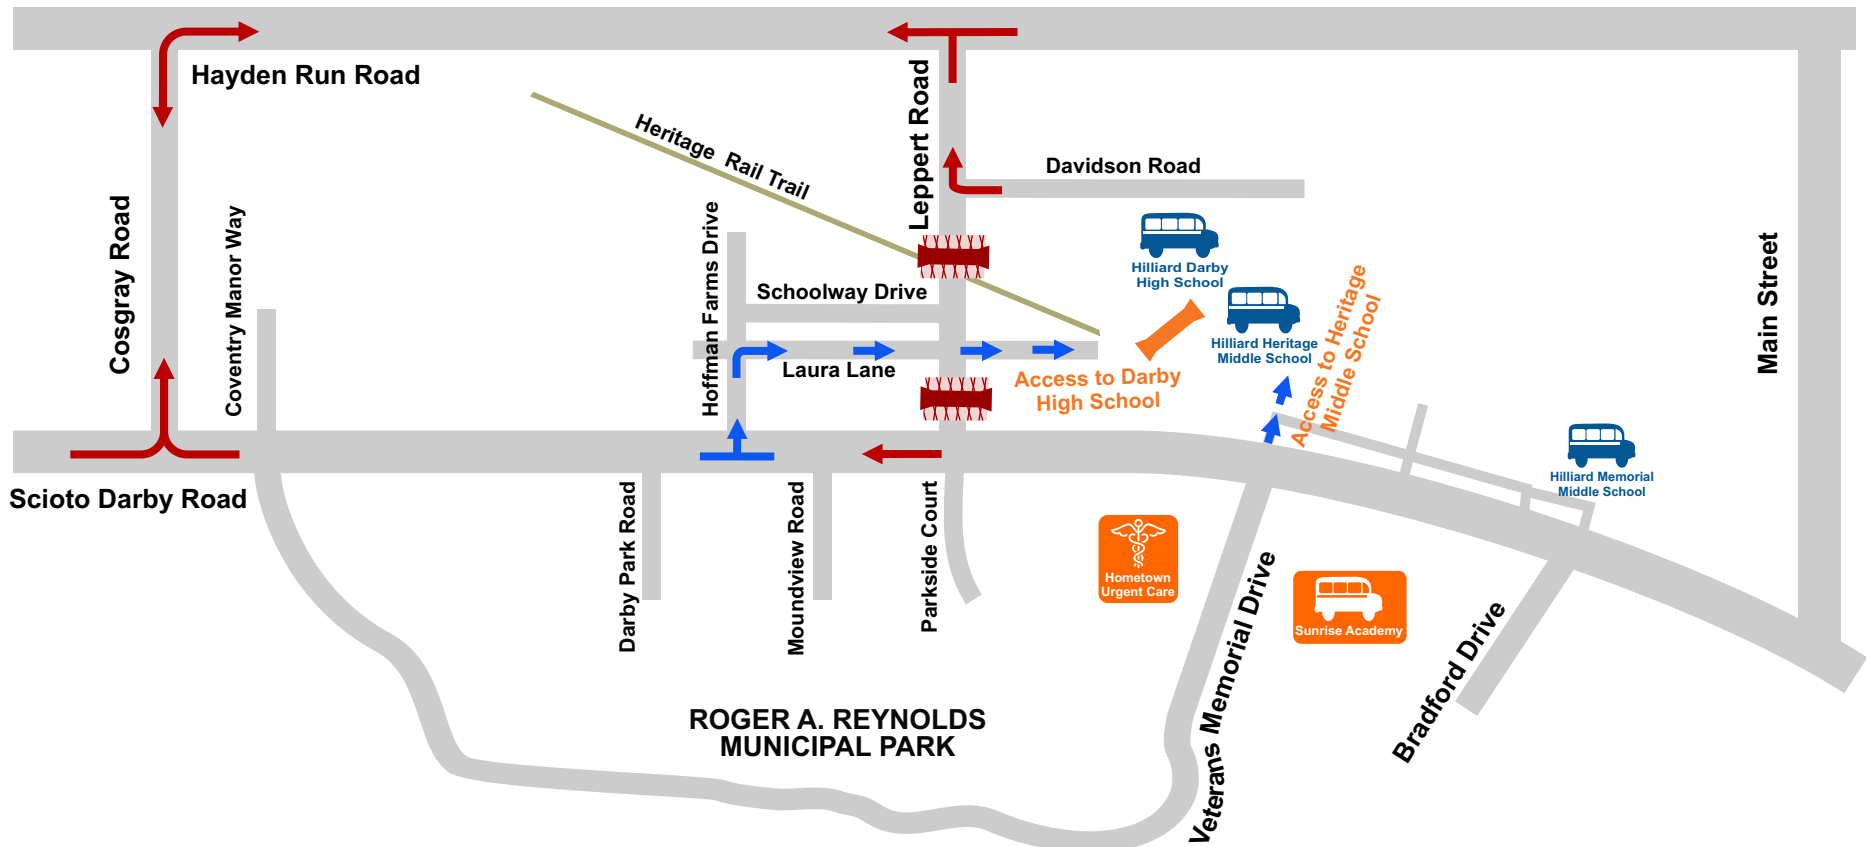 Hayden Run Road
Heritage Rail Trail
Leppert Road
Davidson Road
Cosgray Road
Coventry Manor Way
Hoffman Farms Drive
Schoolway Drive
Laura Lane
Hilliard Darby
High School
Hilliard Heritage
Middle School
Access to Darby
High School
Access to Heritage
Middle School
Main Street
Hilliard Memorial
Middle School
Scioto Darby Road
Darby Park Road
Moundview Road
Parkside Court
Hometown
Urgent Care
Veterans Memorial Drive
Sunrise Academy
Bradford Drive
ROGER A. REYNOLDS
MUNICIPAL PARK